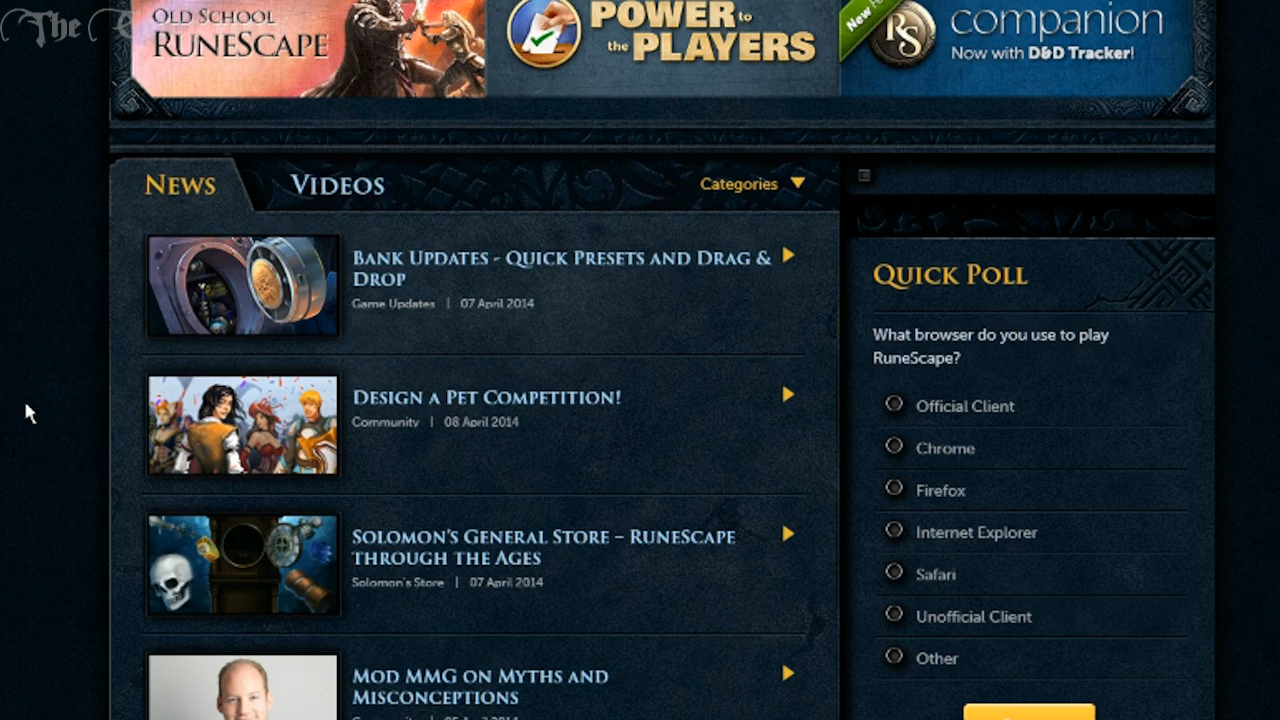 The
Old School
RuneScape
POWER to
the PLAYERS
New
RS
companion
Now with D&D Tracker!
News
Videos
Categories
Bank Updates - Quick Presets and Drag &
Drop
Game Updates | 07 April 2014
Design a Pet Competition!
Community | 08 April 2014
Solomon's General Store – RuneScape
through the Ages
Solomon's Store | 07 April 2014
Mod MMG on Myths and
Misconceptions
Quick Poll
What browser do you use to play
RuneScape?
Official Client
Chrome
Firefox
Internet Explorer
Safari
Unofficial Client
Other